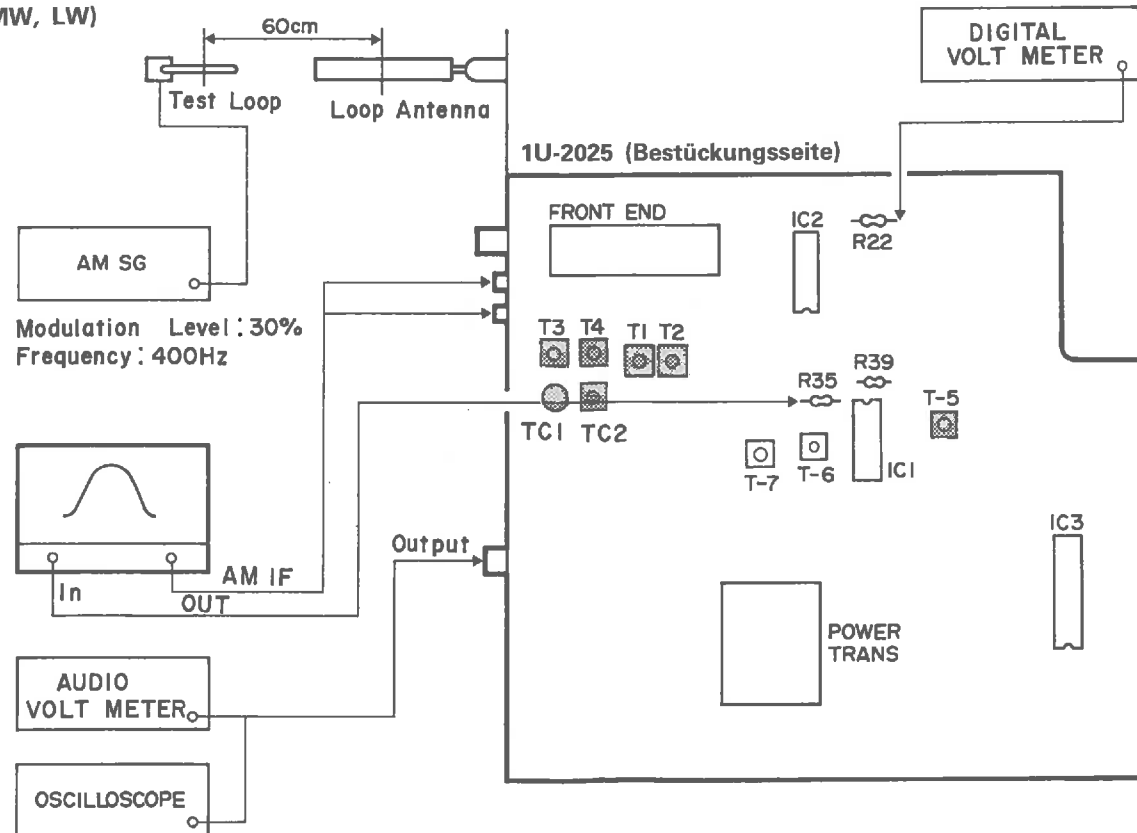 MW, LW)
60cm
DIGITAL
VOLT METER
Test Loop
Loop Antenna
1U-2025 (Bestückungsseite)
FRONT END
IC2
R22
AM SG
Modulation Level : 30%
Frequency : 400Hz
T3 T4 T1 T2
R39
R35
T-5
TC1 TC2
T-7 T-6 IC1
IC3
Output
In
AM IF
OUT
POWER
TRANS
AUDIO
VOLT METER
OSCILLOSCOPE